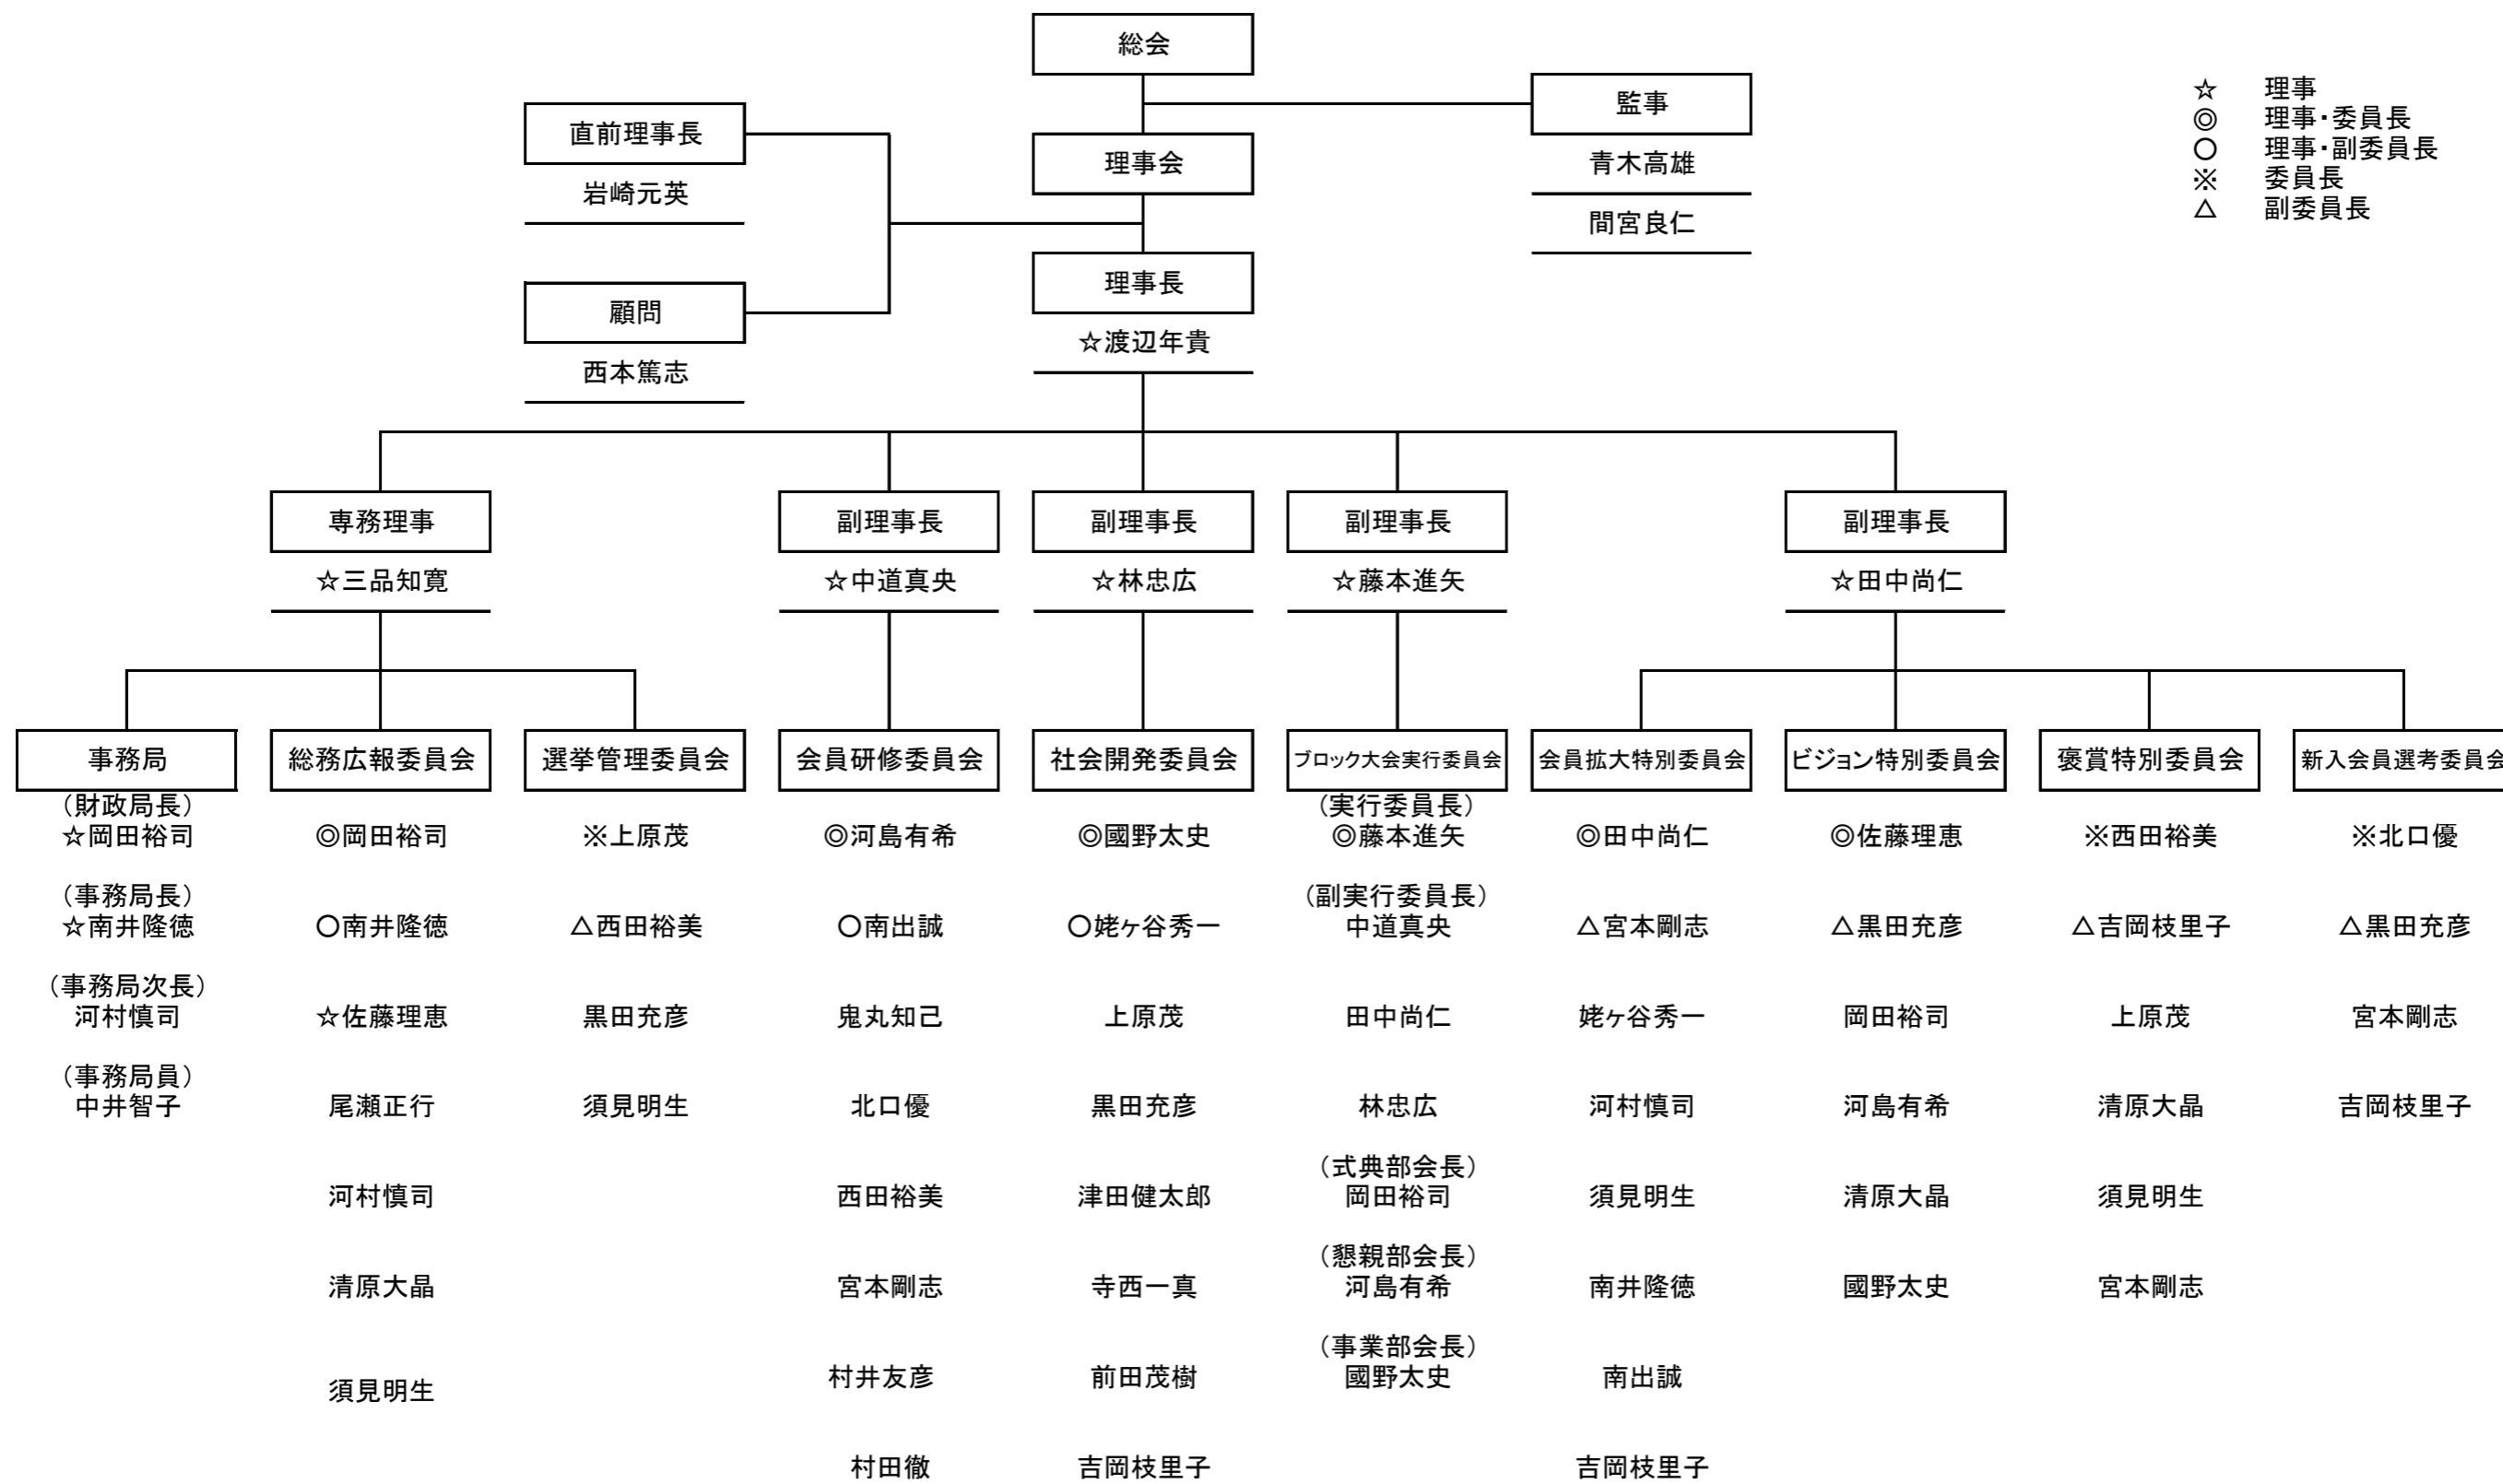 総会
監事
青木高雄
間宮良仁
☆ 理事
◎ 理事・委員長
○ 理事・副委員長
※ 委員長
△ 副委員長
直前理事長
岩崎元英
理事会
顧問
西本篤志
理事長
☆渡辺年貴
専務理事
☆三品知寛
副理事長
☆中道真央
副理事長
☆林忠広
副理事長
☆藤本進矢
副理事長
☆田中尚仁
事務局
(財政局長)
☆岡田裕司
(事務局長)
☆南井隆徳
(事務局次長)
河村慎司
(事務局員)
中井智子
総務広報委員会
◎岡田裕司
○南井隆徳
☆佐藤理恵
尾瀬正行
河村慎司
清原大晶
須見明生
選挙管理委員会
※上原茂
△西田裕美
黒田充彦
須見明生
会員研修委員会
◎河島有希
○南出誠
鬼丸知己
北口優
西田裕美
宮本剛志
村井友彦
村田徹
社会開発委員会
◎國野太史
○姥ヶ谷秀一
上原茂
黒田充彦
津田健太郎
寺西一真
前田茂樹
吉岡枝里子
ブロック大会実行委員会
(実行委員長)
◎藤本進矢
(副実行委員長)
中道真央
田中尚仁
林忠広
(式典部会長)
岡田裕司
(懇親部会長)
河島有希
(事業部会長)
國野太史
会員拡大特別委員会
◎田中尚仁
△宮本剛志
姥ヶ谷秀一
河村慎司
須見明生
南井隆徳
南出誠
吉岡枝里子
ビジョン特別委員会
◎佐藤理恵
△黒田充彦
岡田裕司
河島有希
清原大晶
國野太史
褒賞特別委員会
※西田裕美
△吉岡枝里子
上原茂
清原大晶
須見明生
宮本剛志
新入会員選考委員会
※北口優
△黒田充彦
宮本剛志
吉岡枝里子